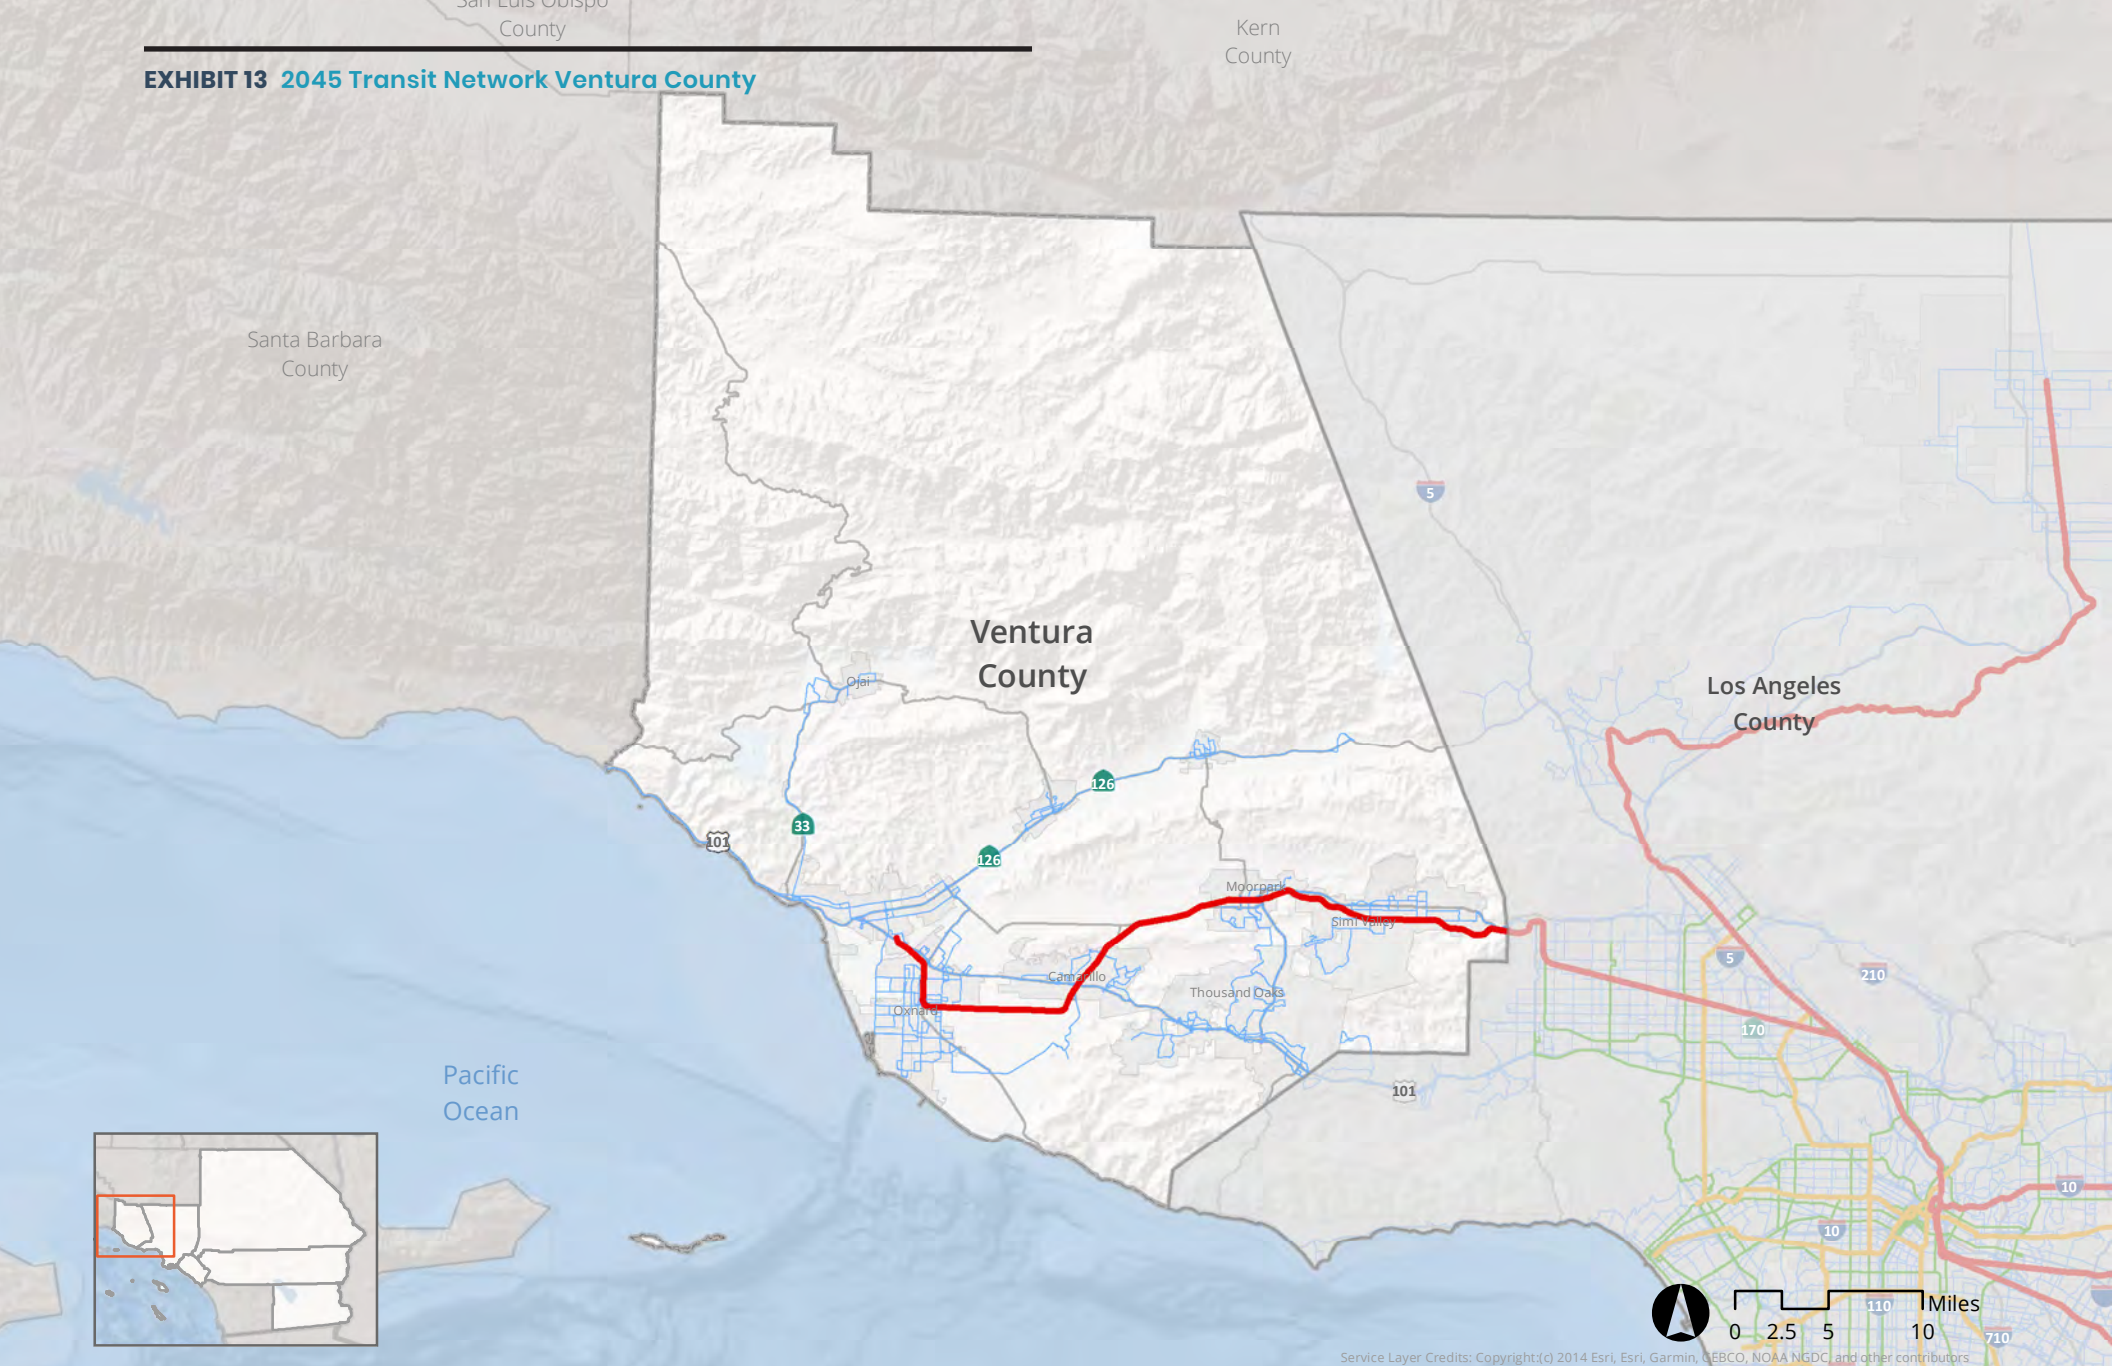 San Luis Obispo
County
Kern
County
EXHIBIT 13 2045 Transit Network Ventura County
Santa Barbara
County
5
Ventura
County
Ojai
Los Angeles
County
126
33
101
126
Moorpark
Simi Valley
Camarillo
Thousand Oaks
Oxnard
5
210
170
101
Pacific
Ocean
10
10
110
710
Miles
0 2.5 5 10
Service Layer Credits: Copyright:(c) 2014 Esri, Esri, Garmin, GEBCO, NOAA NGDC, and other contributors